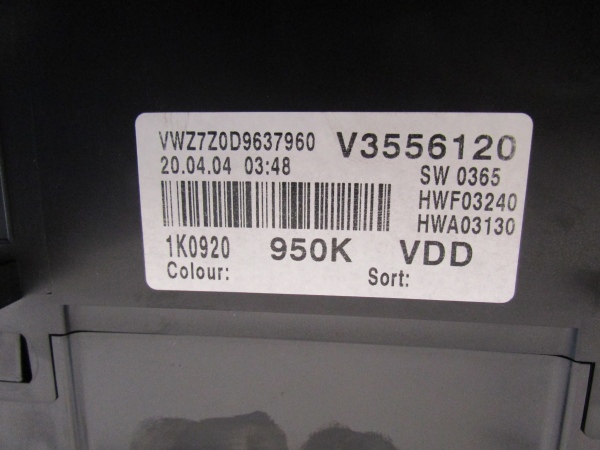 VWZ7Z0D9637960 V3556120
20.04.04 03:48 SW 0365
HWF03240
HWA03130
1K0920 950K VDD
Colour: Sort: